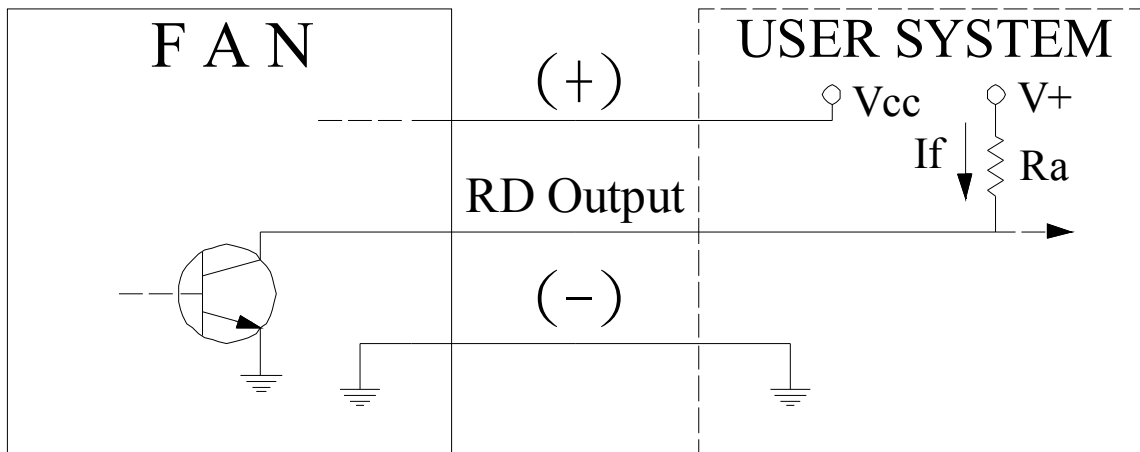 F A N
USER SYSTEM
(+)
Vcc
V+
If
Ra
RD Output
(-)